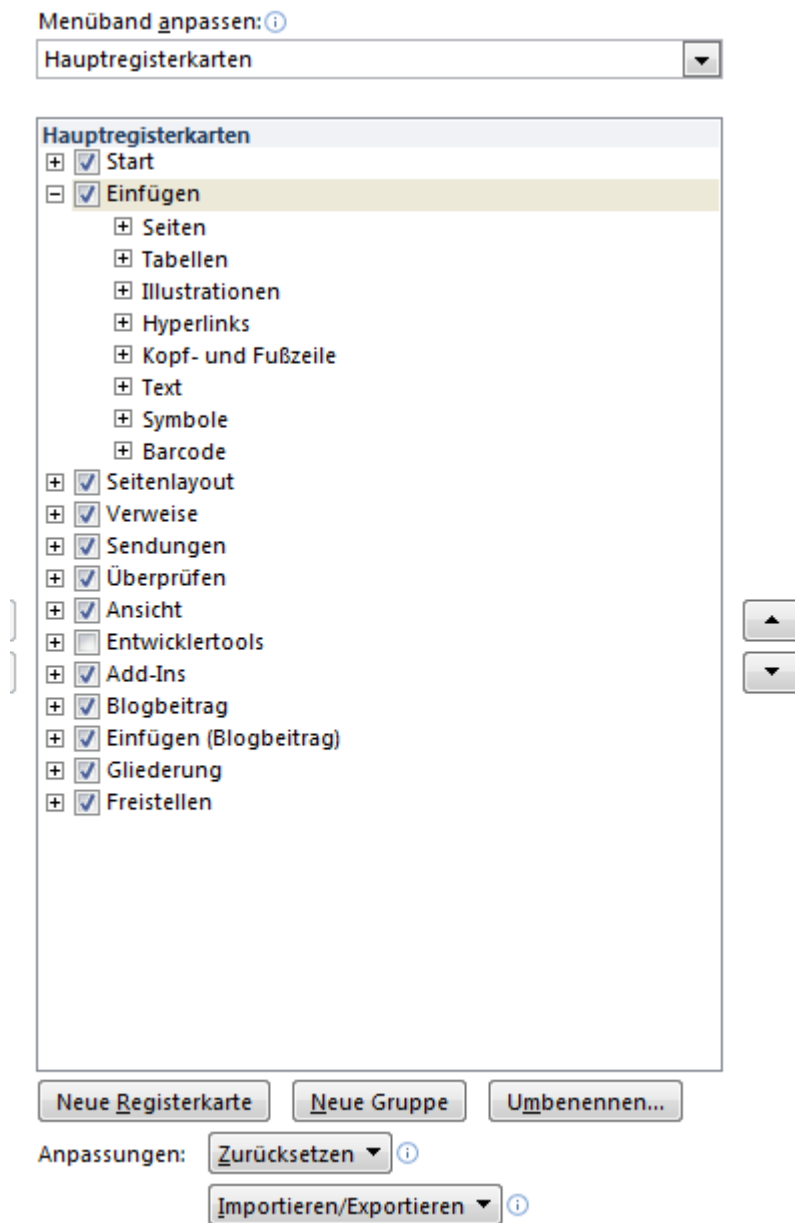 Menüband anpassen:
Hauptregisterkarten
Hauptregisterkarten
Start
Einfügen
Seiten
Tabellen
Illustrationen
Hyperlinks
Kopf- und Fußzeile
Text
Symbole
Barcode
Seitenlayout
Verweise
Sendungen
Überprüfen
Ansicht
Entwicklertools
Add-Ins
Blogbeitrag
Einfügen (Blogbeitrag)
Gliederung
Freistellen
Neue Registerkarte Neue Gruppe Umbenennen...
Anpassungen: Zurücksetzen
Importieren/Exportieren